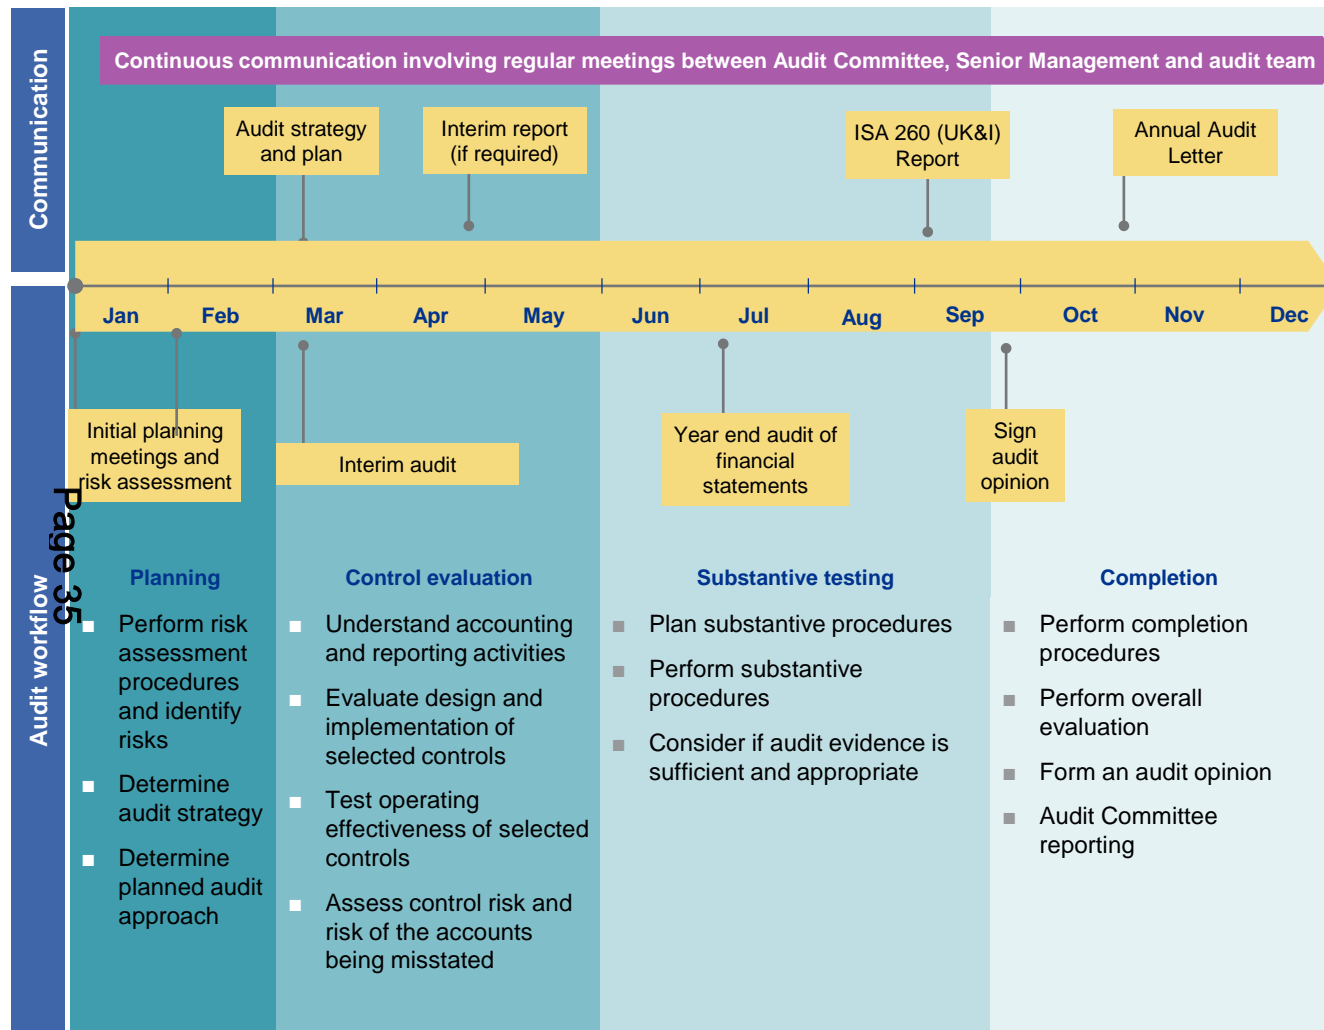 Communication
Continuous communication involving regular meetings between Audit Committee, Senior Management and audit team
Audit strategy
and plan
Interim report
(if required)
ISA 260 (UK&I)
Report
Annual Audit
Letter
Jan
Feb
Mar
Apr
May
Jun
Jul
Aug
Sep
Oct
Nov
Dec
Initial planning
meetings and
risk assessment
Interim audit
Year end audit of
financial
statements
Sign
audit
opinion
Page 35
Audit workflow
Planning
Perform risk
assessment
procedures
and identify
risks
Determine
audit strategy
Determine
planned audit
approach
Control evaluation
Understand accounting
and reporting activities
Evaluate design and
implementation of
selected controls
Test operating
effectiveness of selected
controls
Assess control risk and
risk of the accounts
being misstated
Substantive testing
Plan substantive procedures
Perform substantive
procedures
Consider if audit evidence is
sufficient and appropriate
Completion
Perform completion
procedures
Perform overall
evaluation
Form an audit opinion
Audit Committee
reporting